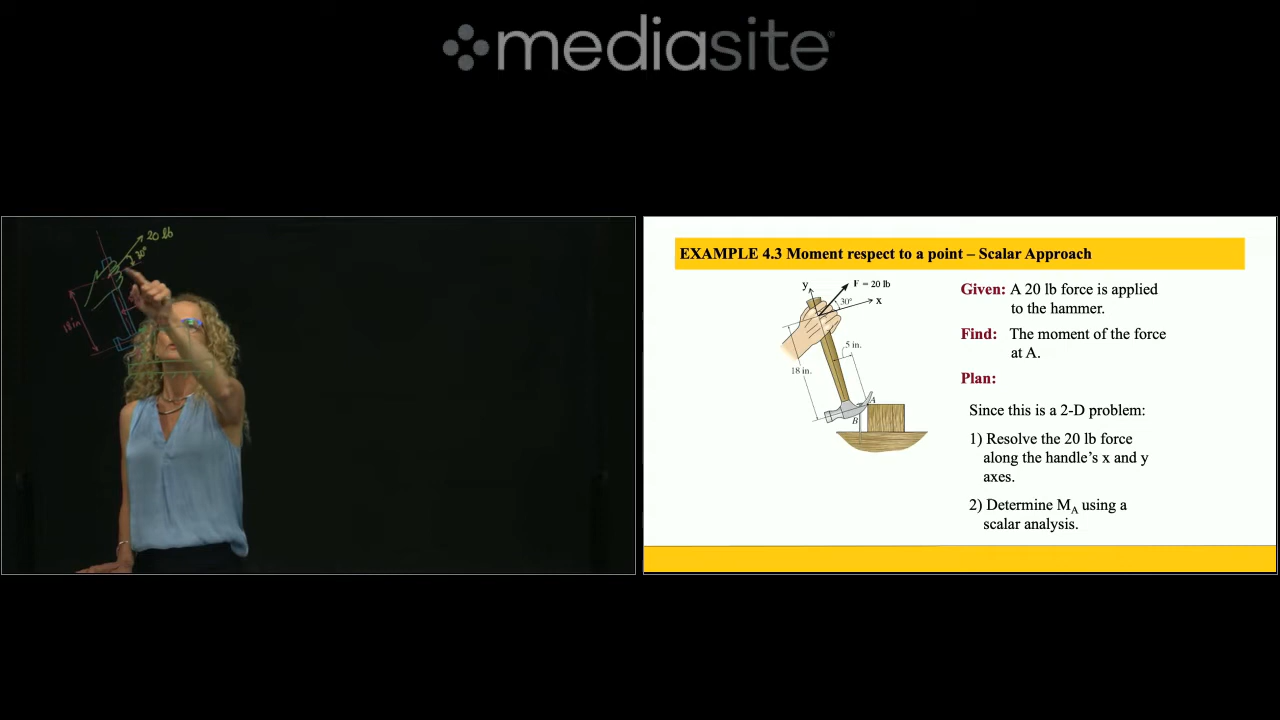 mediasite
20 lb
30°
18 in
EXAMPLE 4.3 Moment respect to a point – Scalar Approach
y
F = 20 lb
30°
x
5 in.
18 in.
A
B
Given: A 20 lb force is applied
to the hammer.
Find: The moment of the force
at A.
Plan:
Since this is a 2-D problem:
1) Resolve the 20 lb force
along the handle’s x and y
axes.
2) Determine MA using a
scalar analysis.